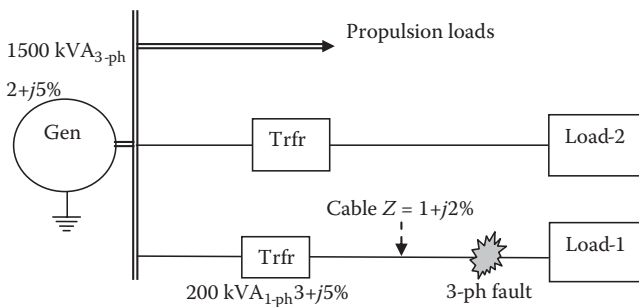 Propulsion loads
1500 kVA3-ph
2+j5%
Gen
Trfr
Load-2
Cable Z = 1+j2%
Trfr
Load-1
200 kVA1-ph3+j5%
3-ph fault